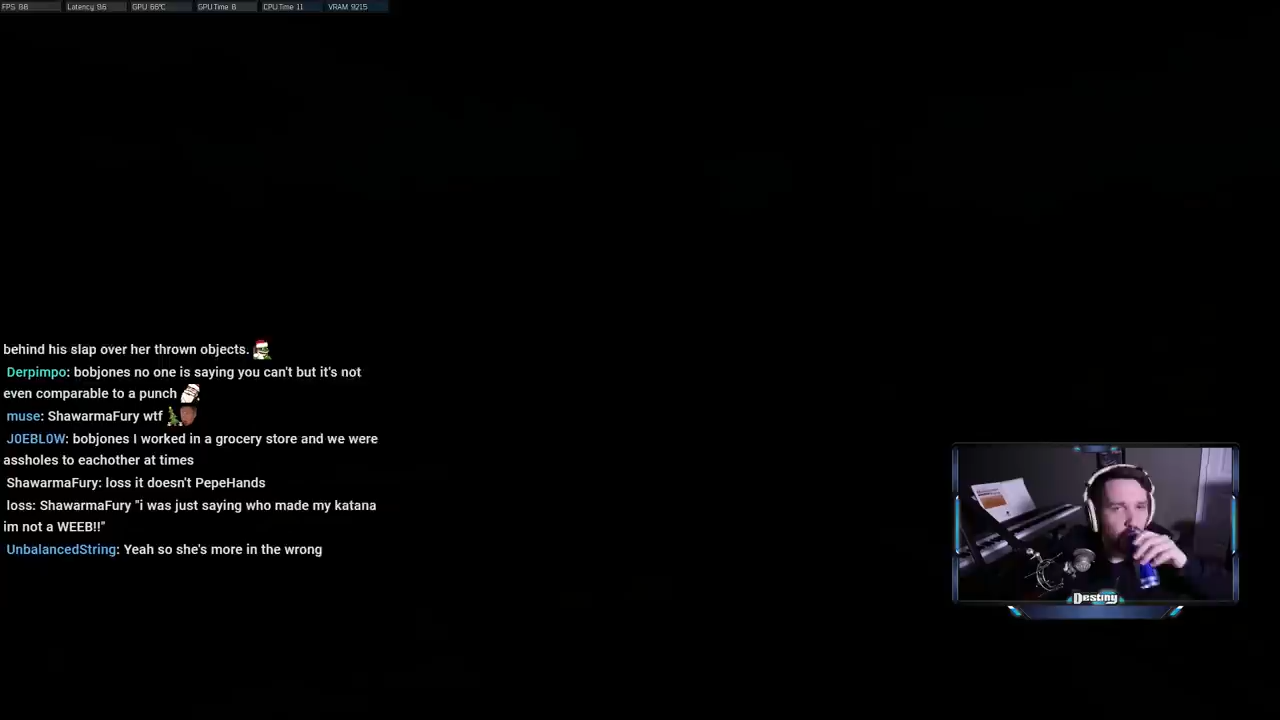 FPS 88 Latency 96 GPU 66°C GPU Time 8 CPU Time 11 VRAM 9215
behind his slap over her thrown objects.
Derpimpo: bobjones no one is saying you can't but it's not
even comparable to a punch
muse: ShawarmaFury wtf
J0EBL0W: bobjones I worked in a grocery store and we were
assholes to eachother at times
ShawarmaFury: loss it doesn't PepeHands
loss: ShawarmaFury "i was just saying who made my katana
im not a WEEB!!"
UnbalancedString: Yeah so she's more in the wrong
Destiny